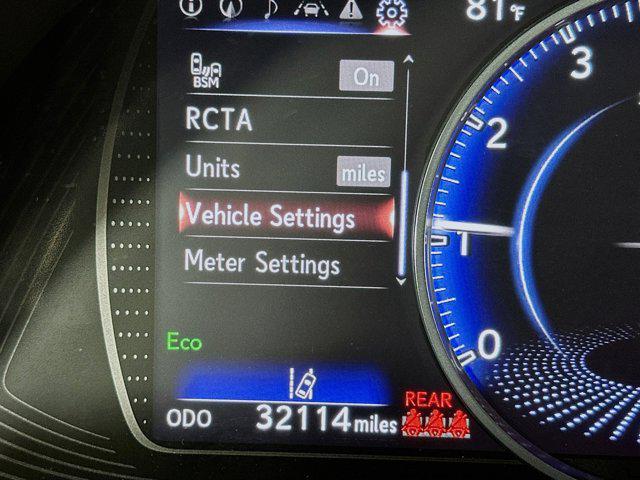 81°F
3
BSM
On
RCTA
2
Units
miles
Vehicle Settings
1
Meter Settings
Eco
0
REAR
ODO 32114 miles